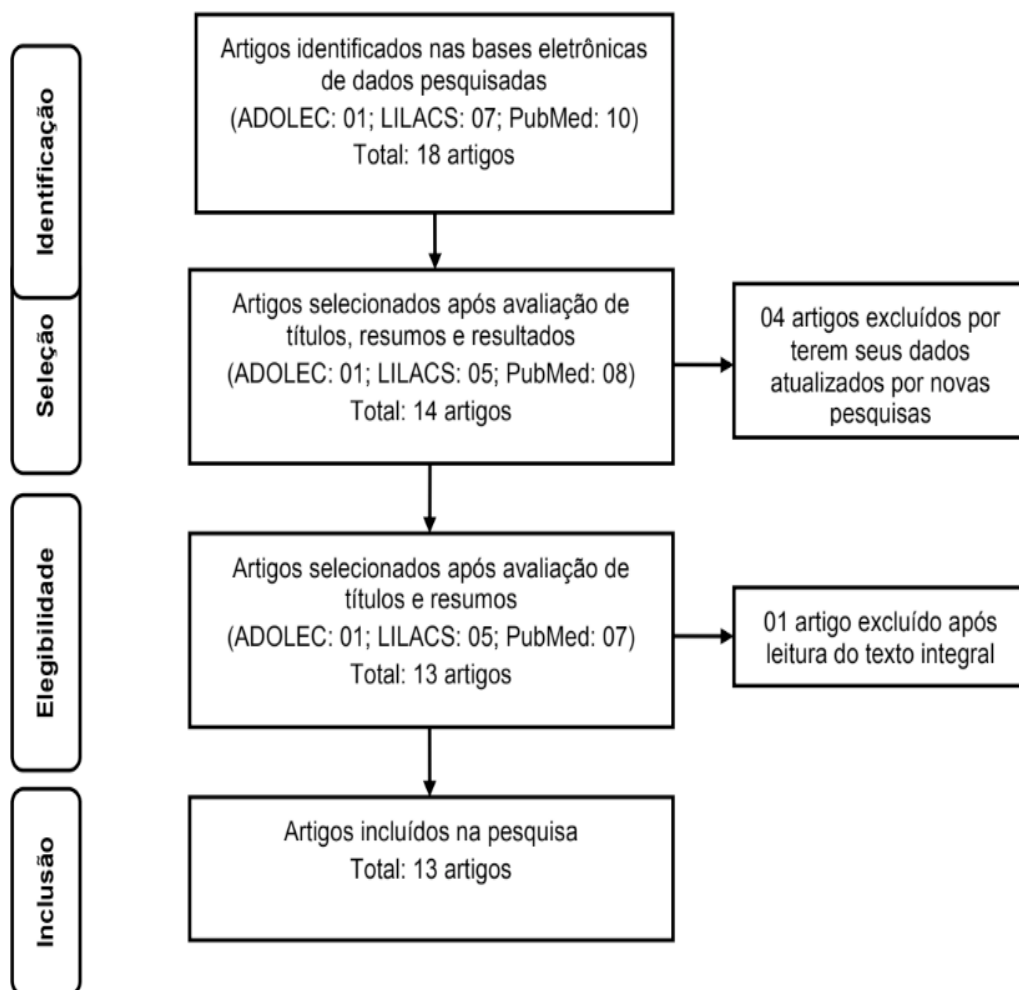 Identificação
Artigos identificados nas bases eletrônicas
de dados pesquisadas
(ADOLEC: 01; LILACS: 07; PubMed: 10)
Total: 18 artigos
Seleção
Artigos selecionados após avaliação de
títulos, resumos e resultados
(ADOLEC: 01; LILACS: 05; PubMed: 08)
Total: 14 artigos
04 artigos excluídos por
terem seus dados
atualizados por novas
pesquisas
Elegibilidade
Artigos selecionados após avaliação de
títulos e resumos
(ADOLEC: 01; LILACS: 05; PubMed: 07)
Total: 13 artigos
01 artigo excluído após
leitura do texto integral
Inclusão
Artigos incluídos na pesquisa
Total: 13 artigos